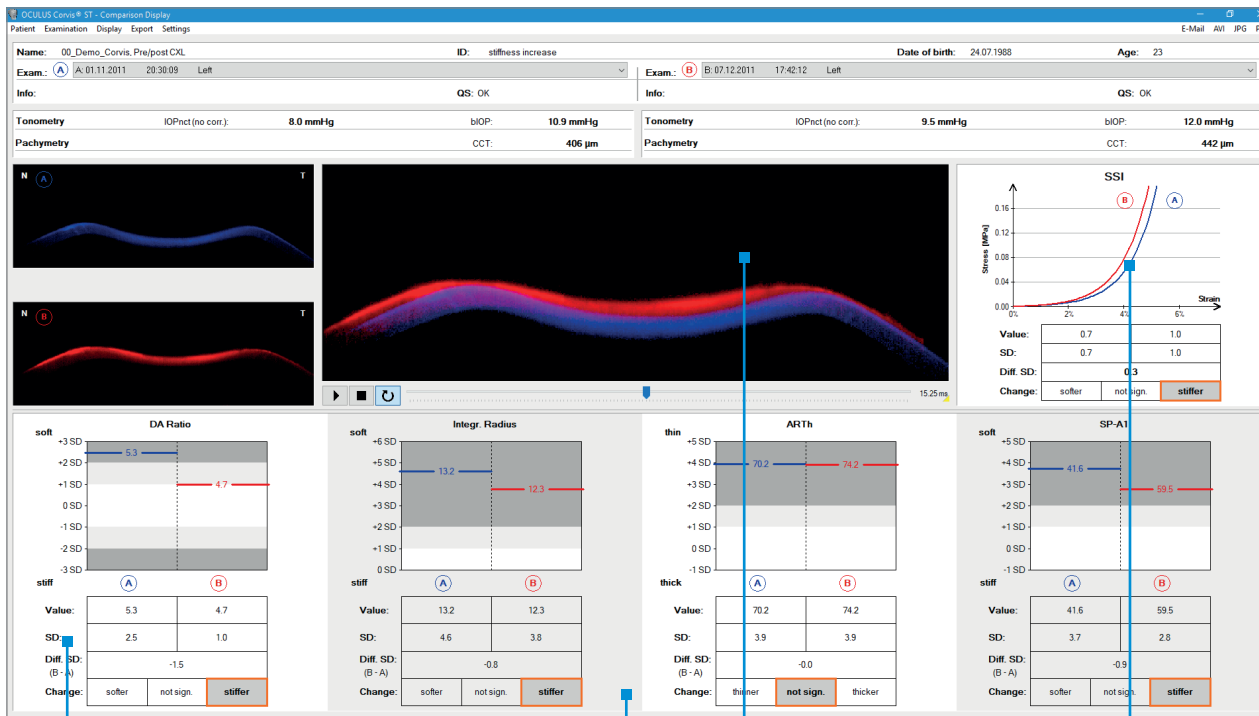 OCULUS Corvis® ST - Comparison Display
Patient Examination Display Export Settings E-Mail AVI JPG
Name: 00_Demo_Corvis, Pre/post CXL ID: stiffness increase Date of birth: 24.07.1988 Age: 23
Exam.: A A: 01.11.2011 20:30:09 Left Exam.: B B: 07.12.2011 17:42:12 Left
Info: QS: OK Info: QS: OK
Tonometry IOPnct (no corr.): 8.0 mmHg bIOP: 10.9 mmHg Tonometry IOPnct (no corr.): 9.5 mmHg bIOP: 12.0 mmHg
Pachymetry CCT: 406 µm Pachymetry CCT: 442 µm
N A T
N B T
15.25 ms
SSI
B A
Stress [MPa]
0.16
0.12
0.08
0.04
0.00
Strain
0% 2% 4% 6%
Value: 0.7 1.0
SD: 0.7 1.0
Diff. SD: 0.3
Change: softer not sign. stiffer
DA Ratio
soft
+3 SD
+2 SD
+1 SD
0 SD
-1 SD
-2 SD
-3 SD
5.3
4.7
stiff A B
Value: 5.3 4.7
SD: 2.5 1.0
Diff. SD: -1.5
(B - A)
Change: softer not sign. stiffer
Integr. Radius
soft
+6 SD
+5 SD
+4 SD
+3 SD
+2 SD
+1 SD
0 SD
13.2
12.3
stiff A B
Value: 13.2 12.3
SD: 4.6 3.8
Diff. SD: -0.8
(B - A)
Change: softer not sign. stiffer
ARTh
thin
+5 SD
+4 SD
+3 SD
+2 SD
+1 SD
0 SD
-1 SD
70.2 74.2
thick A B
Value: 70.2 74.2
SD: 3.9 3.9
Diff. SD: -0.0
(B - A)
Change: thinner not sign. thicker
SP-A1
soft
+5 SD
+4 SD
+3 SD
+2 SD
+1 SD
0 SD
-1 SD
41.6
59.5
stiff A B
Value: 41.6 59.5
SD: 3.7 2.8
Diff. SD: -0.9
(B - A)
Change: softer not sign. stiffer